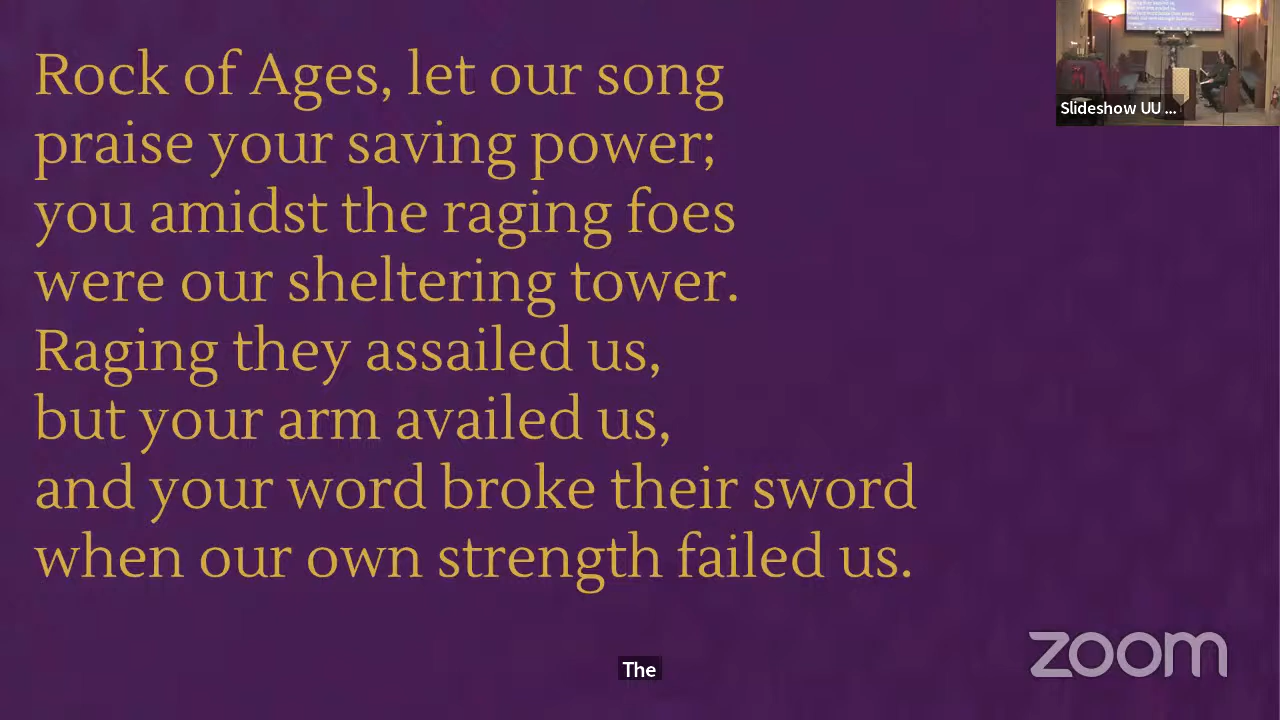 Rock of Ages, let our song
praise your saving power;
you amidst the raging foes
were our sheltering tower.
Raging they assailed us,
but your arm availed us,
and your word broke their sword
when our own strength failed us.
Slideshow UU ...
The
zoom